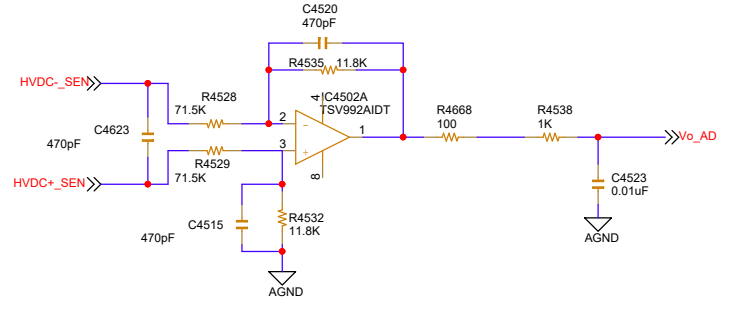 C4520
470pF
R4535
11.8K
HVDC-_SEN
R4528
71.5K
4
IC4502A
TSV992AIDT
2
1
3
8
C4623
470pF
R4668
100
R4538
1K
Vo_AD
R4529
71.5K
HVDC+_SEN
C4523
0.01uF
AGND
C4515
470pF
R4532
11.8K
AGND